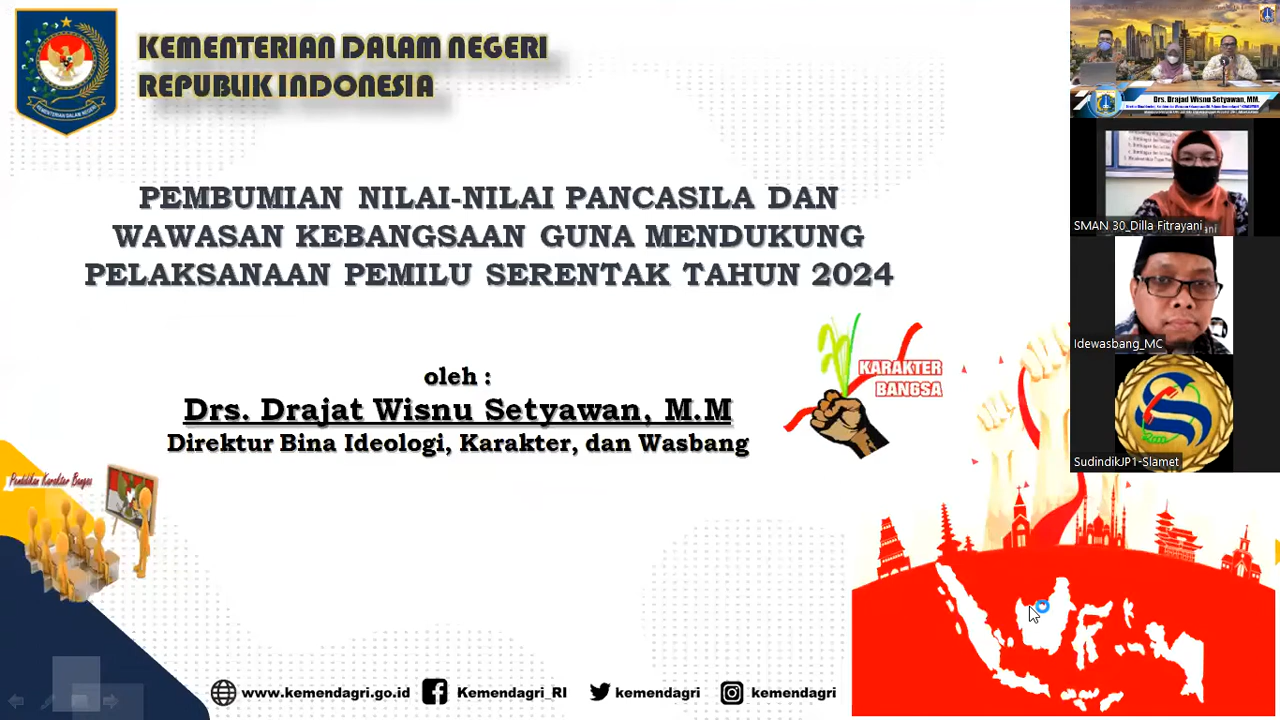 KEMENTERIAN DALAM NEGERI
REPUBLIK INDONESIA
KEMENTERIAN DALAM NEGERI
PEMBUMIAN NILAI-NILAI PANCASILA DAN
WAWASAN KEBANGSAAN GUNA MENDUKUNG
PELAKSANAAN PEMILU SERENTAK TAHUN 2024
oleh :
Drs. Drajat Wisnu Setyawan, M.M
Direktur Bina Ideologi, Karakter, dan Wasbang
KARAKTER
BANGSA
Pendidikan Karakter Bangsa
www.kemendagri.go.id
Kemendagri_RI
kemendagri
kemendagri
Drs. Drajad Wisnu Setyawan, MM.
SMAN 30_Dilla Fitrayani
Idewasbang_MC
SudindikJP1-Slamet